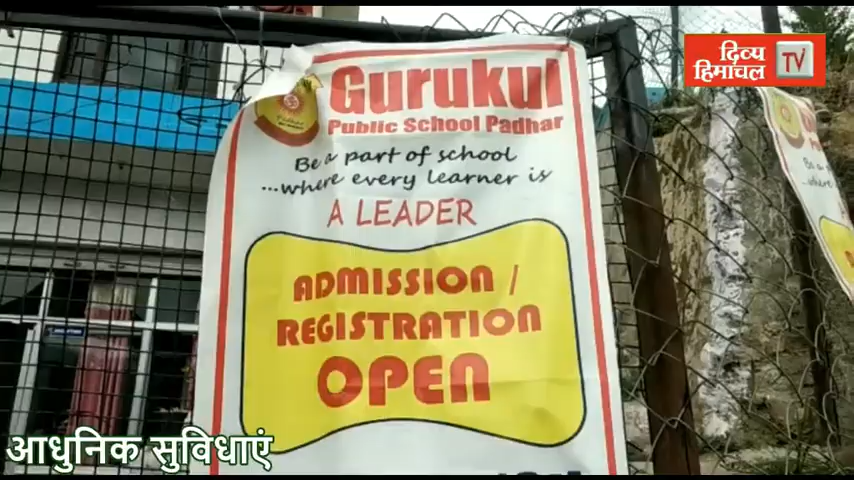 दिव्य
हिमाचल TV
GURUKUL
Public School Padhar
Be a part of school
...where every learner is
A LEADER
ADMISSION /
REGISTRATION
OPEN
आधुनिक सुविधाएं